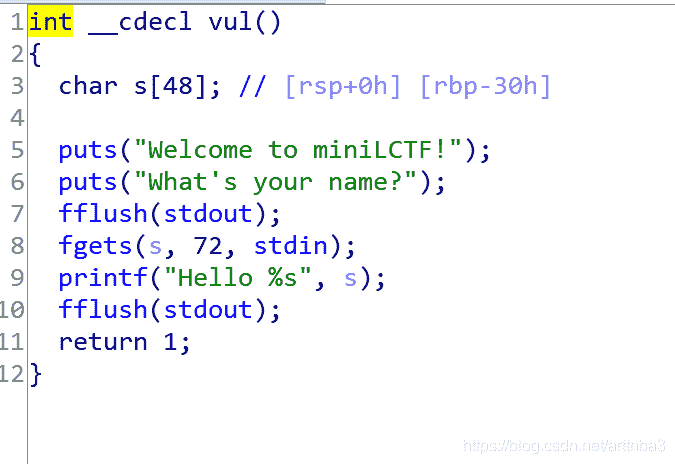 1 int __cdecl vul()
2 {
3   char s[48]; // [rsp+0h] [rbp-30h]
4
5   puts("Welcome to miniLCTF!");
6   puts("What's your name?");
7   fflush(stdout);
8   fgets(s, 72, stdin);
9   printf("Hello %s", s);
10   fflush(stdout);
11   return 1;
12 }
https://blog.csdn.net/arttnba3